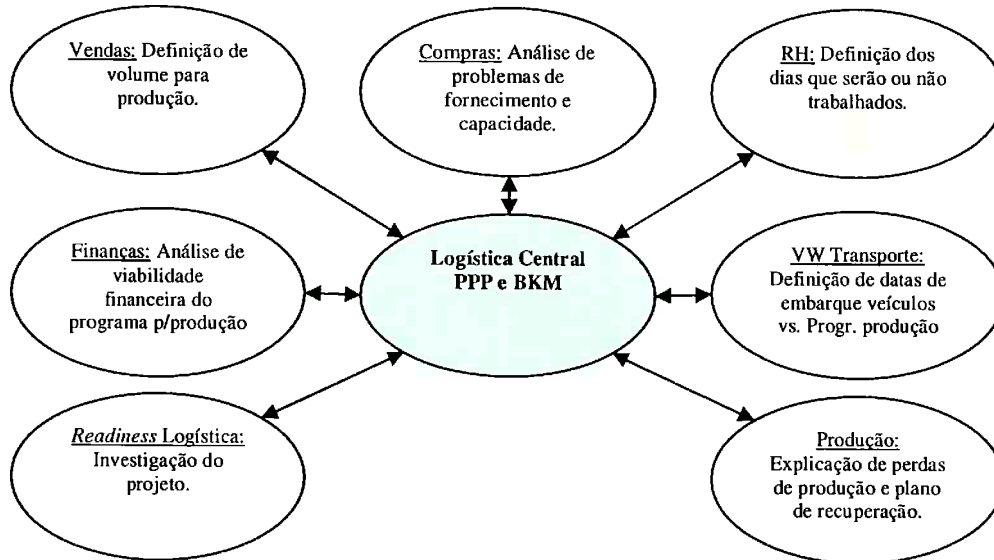 Vendas: Definição de
volume para
produção.
Compras: Análise de
problemas de
fornecimento e
capacidade.
RH: Definição dos
dias que serão ou não
trabalhados.
Finanças: Análise de
viabilidade
financeira do
programa p/produção
Logística Central
PPP e BKM
VW Transporte:
Definição de datas de
embarque veículos
vs. Progr. produção
Readiness Logística:
Investigação do
projeto.
Produção:
Explicação de perdas
de produção e plano
de recuperação.